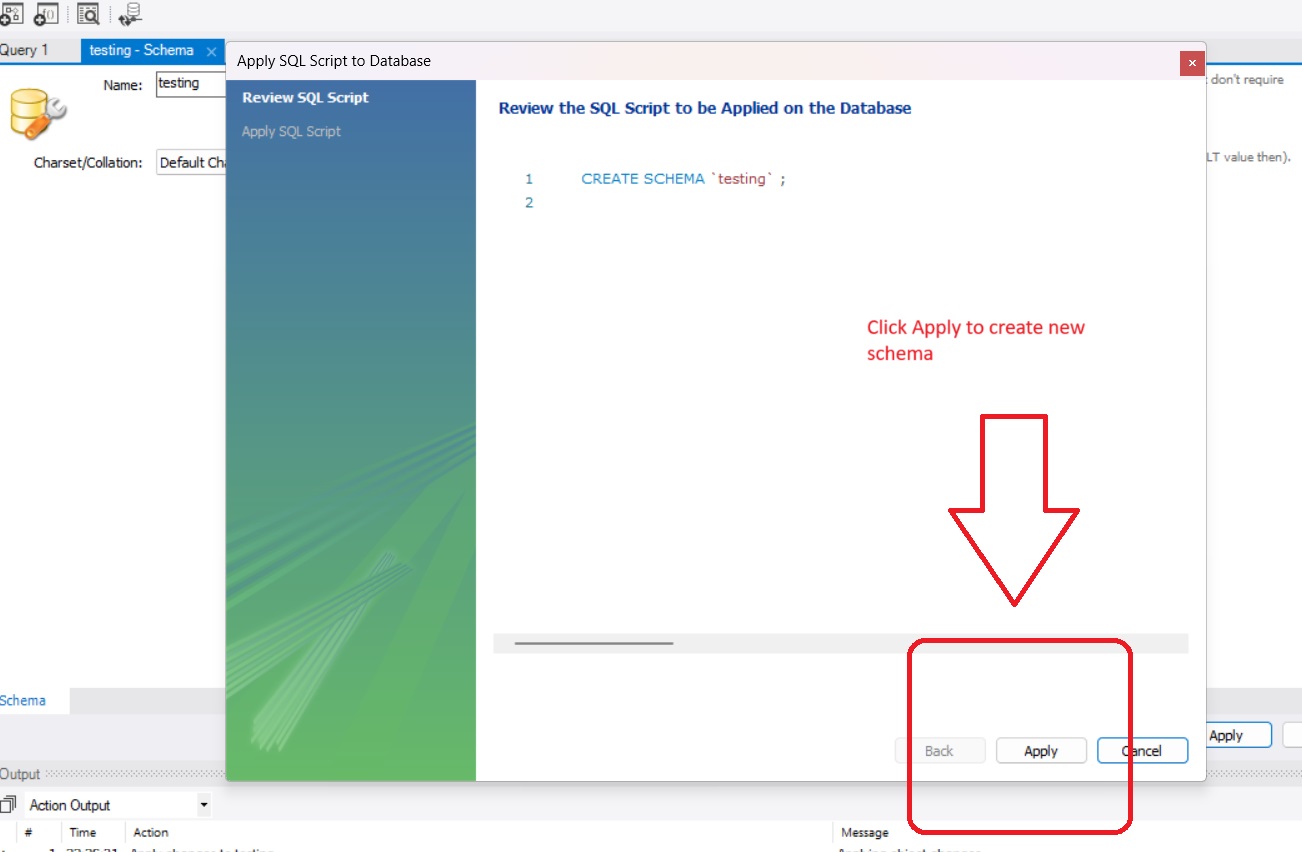 Query 1
testing - Schema
Apply SQL Script to Database
Name: testing
don't require
Charset/Collation: Default Cha
LT value then).
Review SQL Script
Apply SQL Script
Review the SQL Script to be Applied on the Database
1 CREATE SCHEMA `testing` ;
2
Click Apply to create new
schema
Back Apply Cancel
Schema
Apply
Output
Action Output
# Time Action Message